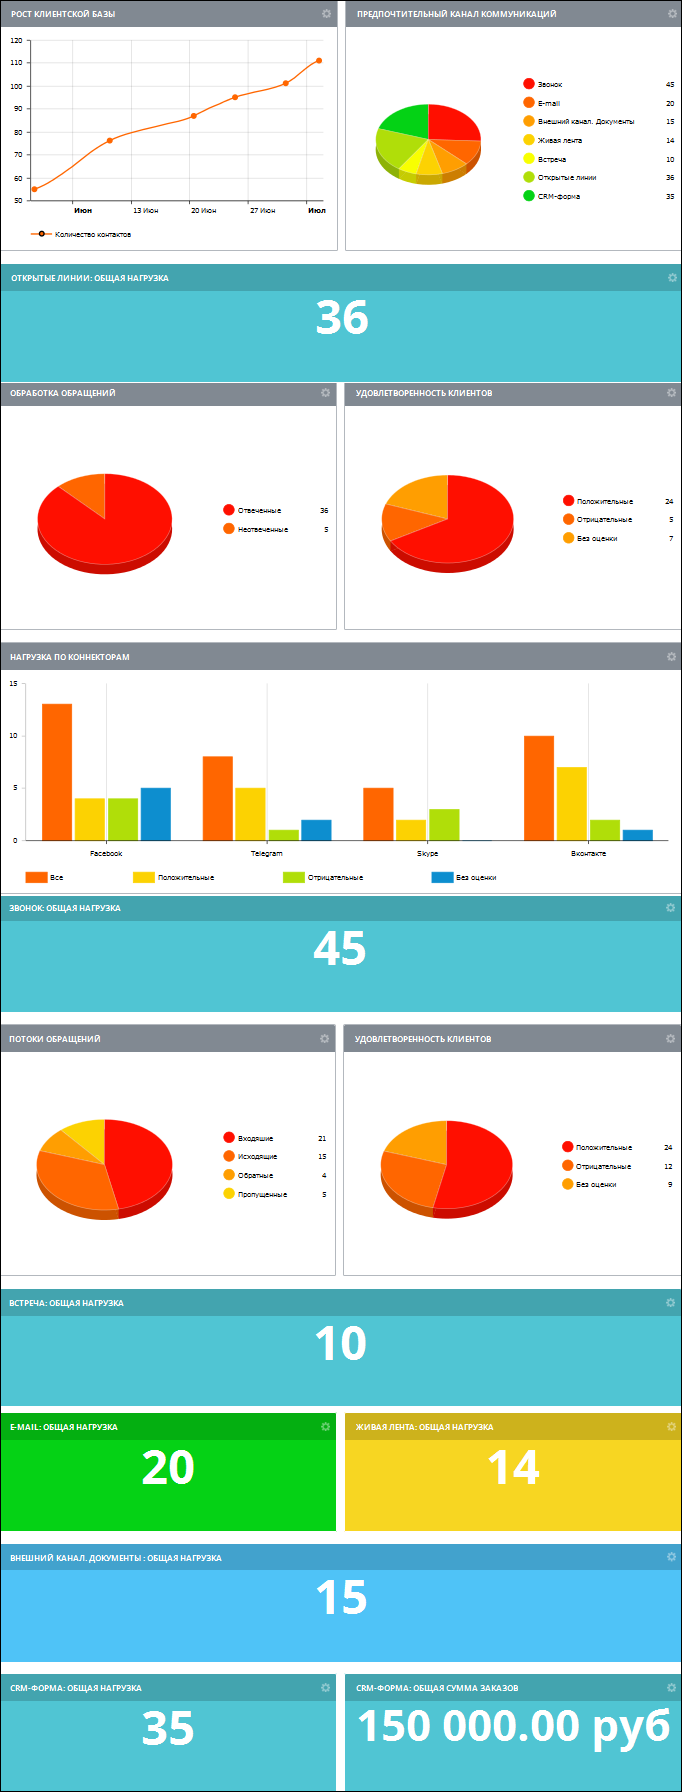 РОСТ КЛИЕНТСКОЙ БАЗЫ
120
110
100
90
80
70
60
50
Июн
13 Июн
20 Июн
27 Июн
Июл
Количество контактов
ПРЕДПОЧТИТЕЛЬНЫЙ КАНАЛ КОММУНИКАЦИЙ
Звонок 45
E-mail 20
Внешний канал. Документы 15
Живая лента 14
Встреча 10
Открытые линии 36
CRM-форма 35
ОТКРЫТЫЕ ЛИНИИ: ОБЩАЯ НАГРУЗКА
36
ОБРАБОТКА ОБРАЩЕНИЙ
Отвеченные 36
Неотвеченные 5
УДОВЛЕТВОРЕННОСТЬ КЛИЕНТОВ
Положительные 24
Отрицательные 5
Без оценки 7
НАГРУЗКА ПО КОННЕКТОРАМ
15
10
5
0
Facebook
Telegram
Skype
Вконтакте
Все
Положительные
Отрицательные
Без оценки
ЗВОНОК: ОБЩАЯ НАГРУЗКА
45
ПОТОКИ ОБРАЩЕНИЙ
Входящие 21
Исходящие 15
Обратные 4
Пропущенные 5
УДОВЛЕТВОРЕННОСТЬ КЛИЕНТОВ
Положительные 24
Отрицательные 12
Без оценки 9
ВСТРЕЧА: ОБЩАЯ НАГРУЗКА
10
E-MAIL: ОБЩАЯ НАГРУЗКА
20
ЖИВАЯ ЛЕНТА: ОБЩАЯ НАГРУЗКА
14
ВНЕШНИЙ КАНАЛ. ДОКУМЕНТЫ : ОБЩАЯ НАГРУЗКА
15
CRM-ФОРМА: ОБЩАЯ НАГРУЗКА
35
CRM-ФОРМА: ОБЩАЯ СУММА ЗАКАЗОВ
150 000.00 руб